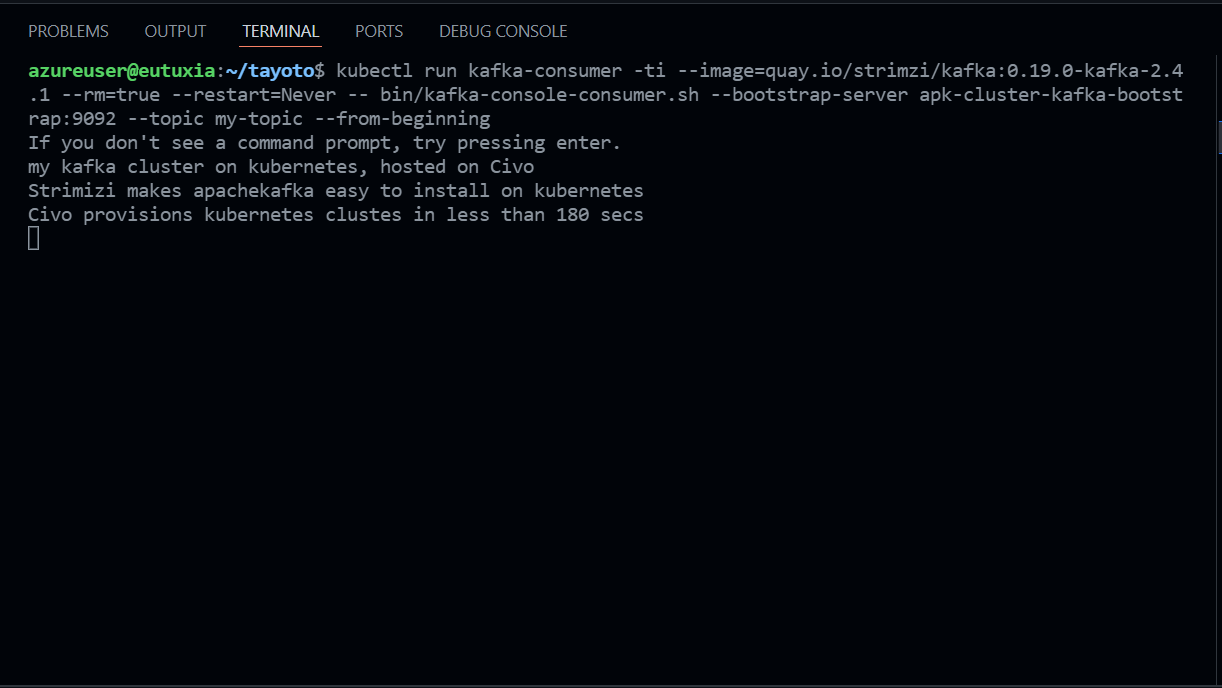 PROBLEMS OUTPUT TERMINAL PORTS DEBUG CONSOLE
azureuser@eutuxia:~/tayoto$ kubectl run kafka-consumer -ti --image=quay.io/strimzi/kafka:0.19.0-kafka-2.4
.1 --rm=true --restart=Never -- bin/kafka-console-consumer.sh --bootstrap-server apk-cluster-kafka-bootst
rap:9092 --topic my-topic --from-beginning
If you don't see a command prompt, try pressing enter.
my kafka cluster on kubernetes, hosted on Civo
Strimizi makes apachekafka easy to install on kubernetes
Civo provisions kubernetes clustes in less than 180 secs